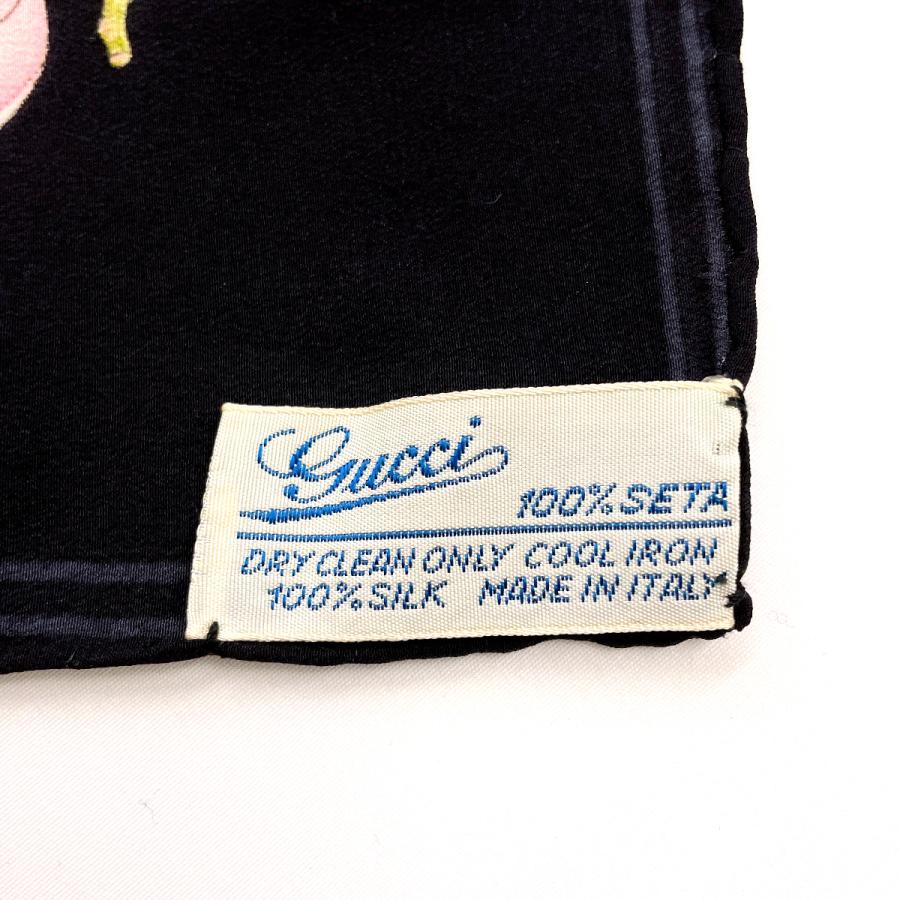 Gucci
100% SETA
DRY CLEAN ONLY COOL IRON
100% SILK MADE IN ITALY